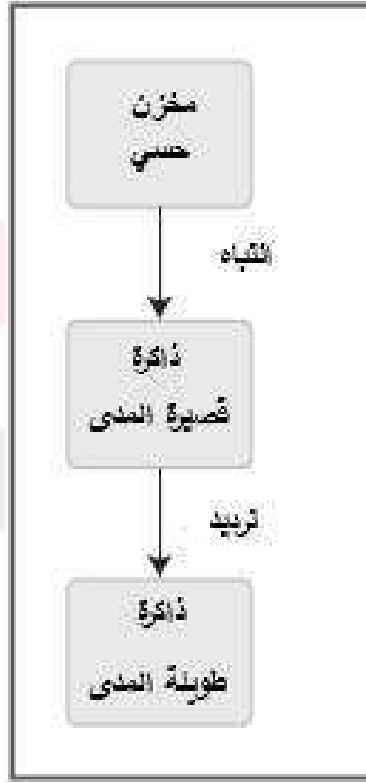 مخزن
حسي
انتباه
ذاكرة
قصيرة المدى
ترديد
ذاكرة
طويلة المدى